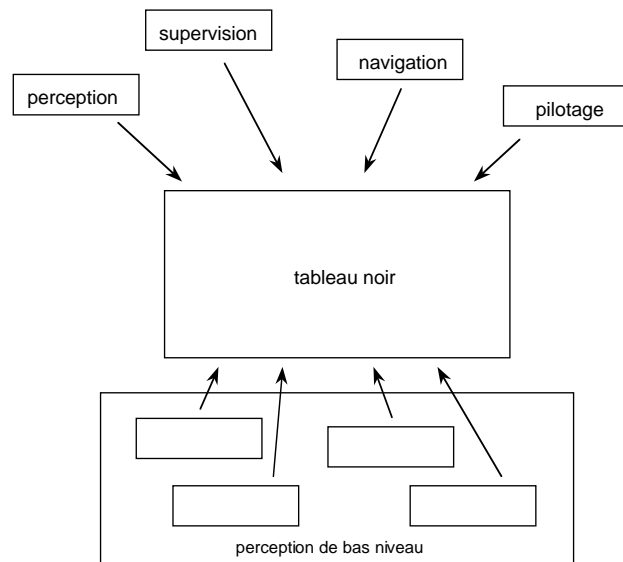 supervision
navigation
perception
pilotage
tableau noir
perception de bas niveau